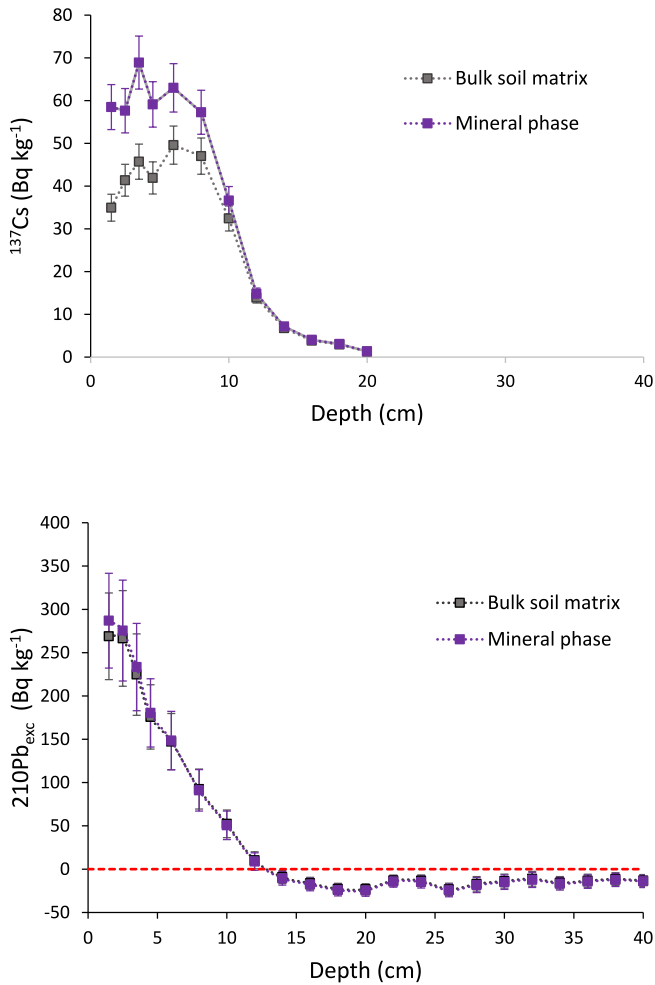 80
70
60
50
40
30
20
10
0
¹³⁷Cs (Bq kg⁻¹)
Bulk soil matrix
Mineral phase
0 10 20 30 40
Depth (cm)
400
350
300
250
200
150
100
50
0
-50
210Pbexc (Bq kg⁻¹)
Bulk soil matrix
Mineral phase
0 5 10 15 20 25 30 35 40
Depth (cm)